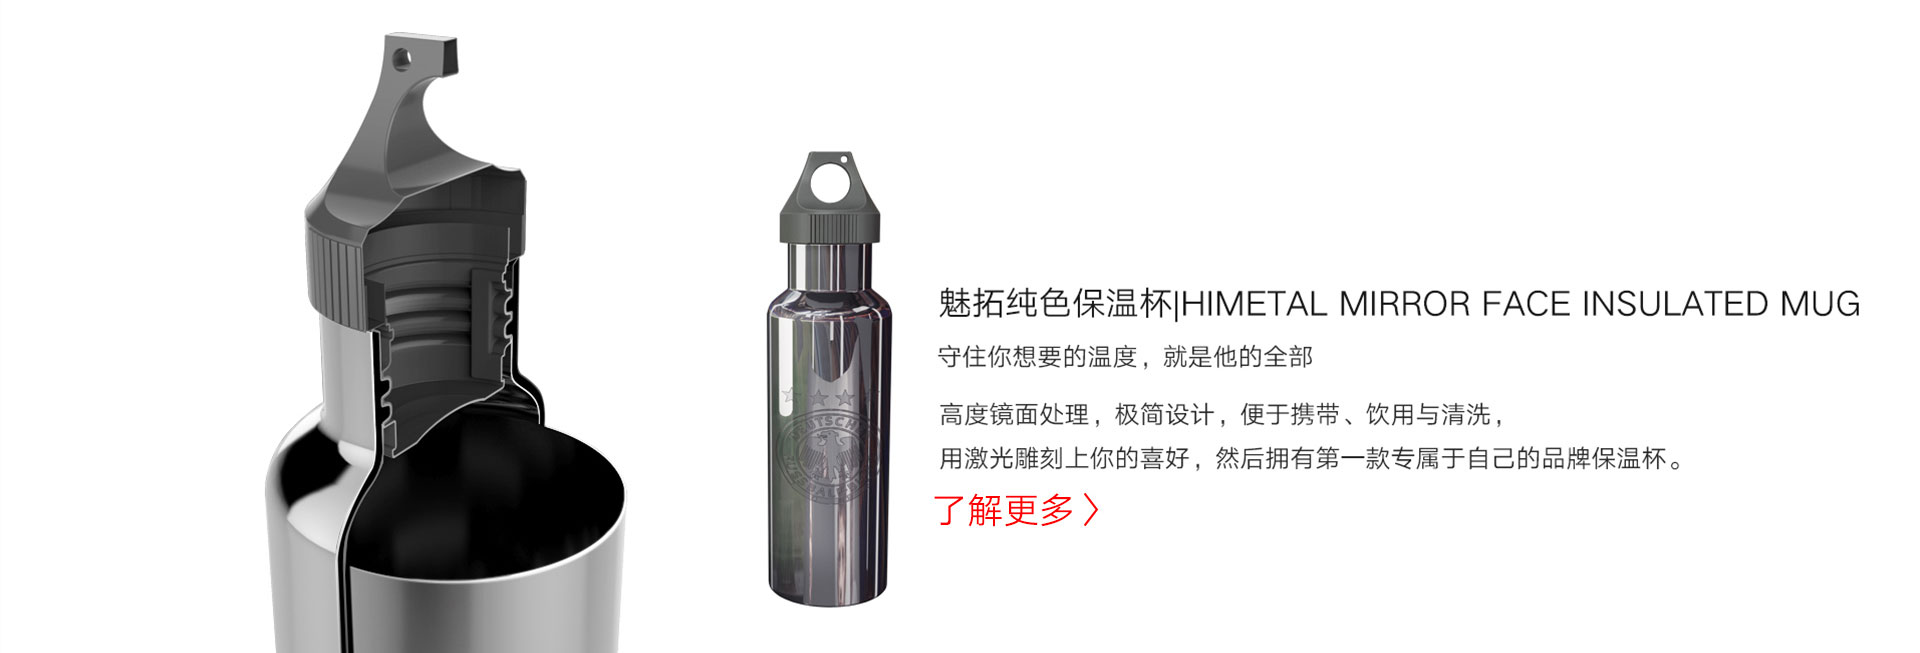 魅拓纯色保温杯|HIMETAL MIRROR FACE INSULATED MUG
守住你想要的温度，就是他的全部
高度镜面处理，极简设计，便于携带、饮用与清洗，
用激光雕刻上你的喜好，然后拥有第一款专属于自己的品牌保温杯。
了解更多〉